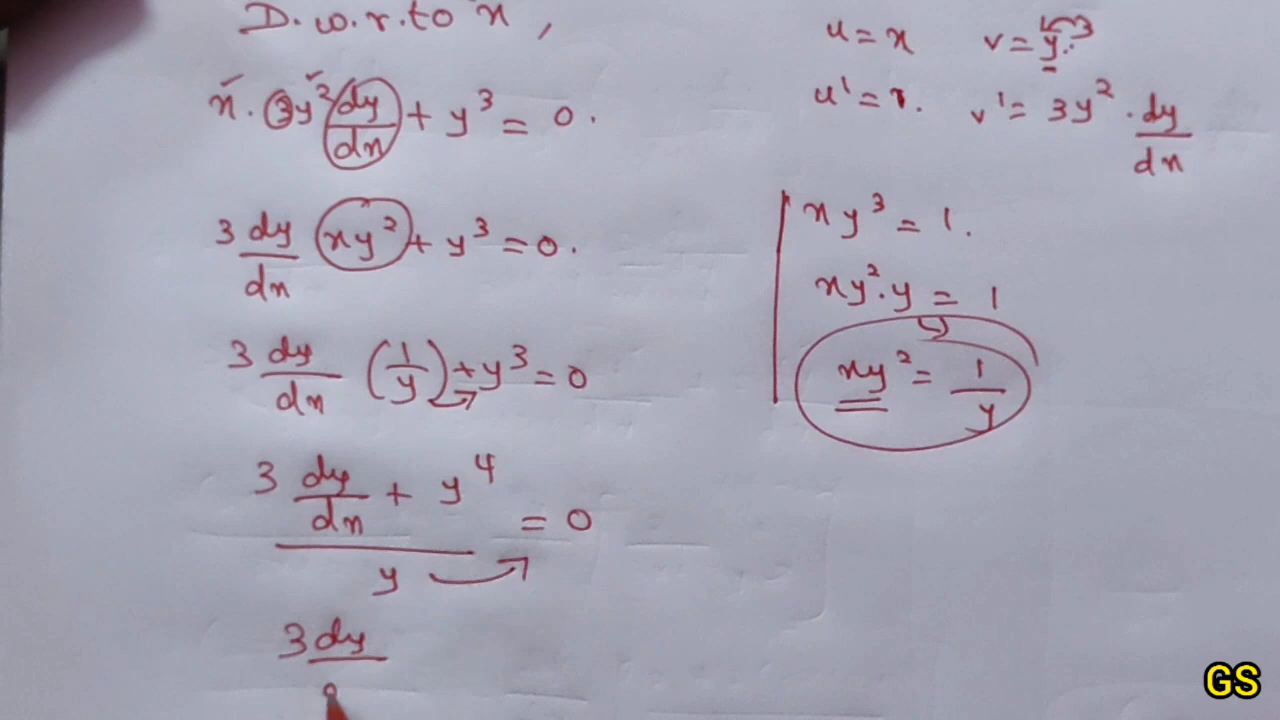 D. w. r. to x,
x. 3y² dy/dx + y³ = 0.
3 dy/dx xy² + y³ = 0.
3 dy/dx (1/y) + y³ = 0
3 dy/dx + y⁴ / y = 0
3 dy
u = x v = y³
u' = 1. v' = 3y². dy/dx
xy³ = 1.
xy². y = 1
xy² = 1/y
GS